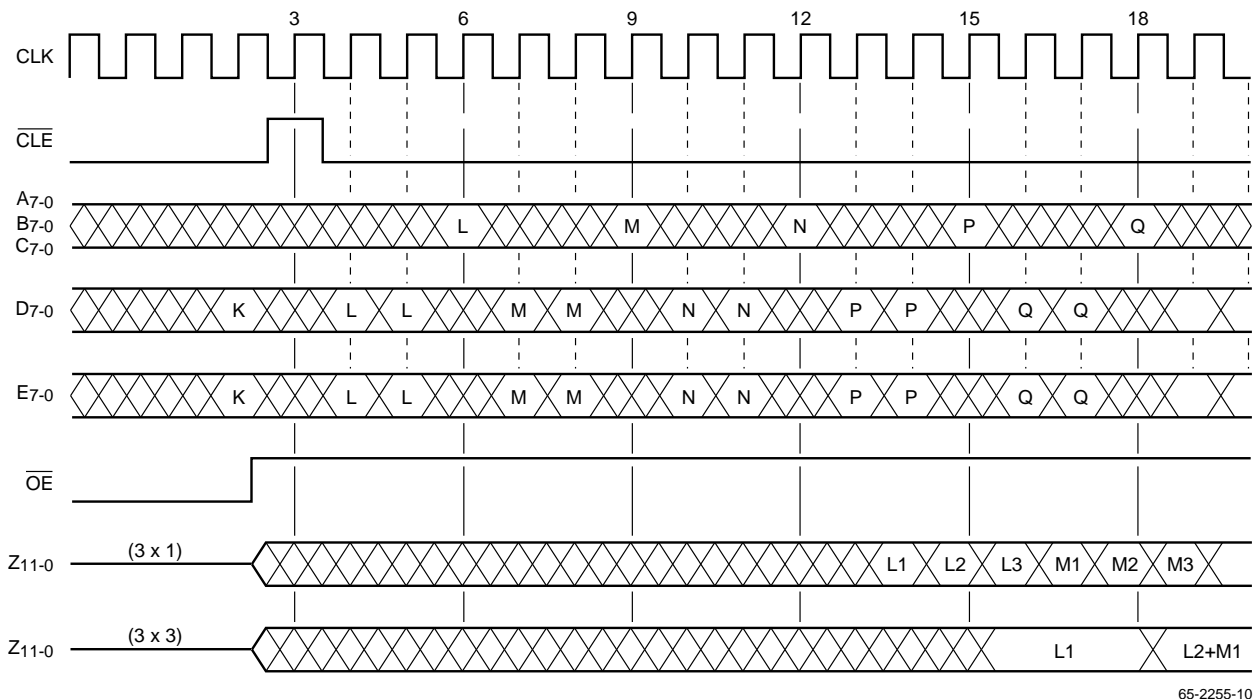 3 6 9 12 15 18
CLK
CLE
A7-0
B7-0 L M N P Q
C7-0
D7-0 K L L M M N N P P Q Q
E7-0 K L L M M N N P P Q Q
OE
Z11-0 (3 x 1) L1 L2 L3 M1 M2 M3
Z11-0 (3 x 3) L1 L2+M1
65-2255-10